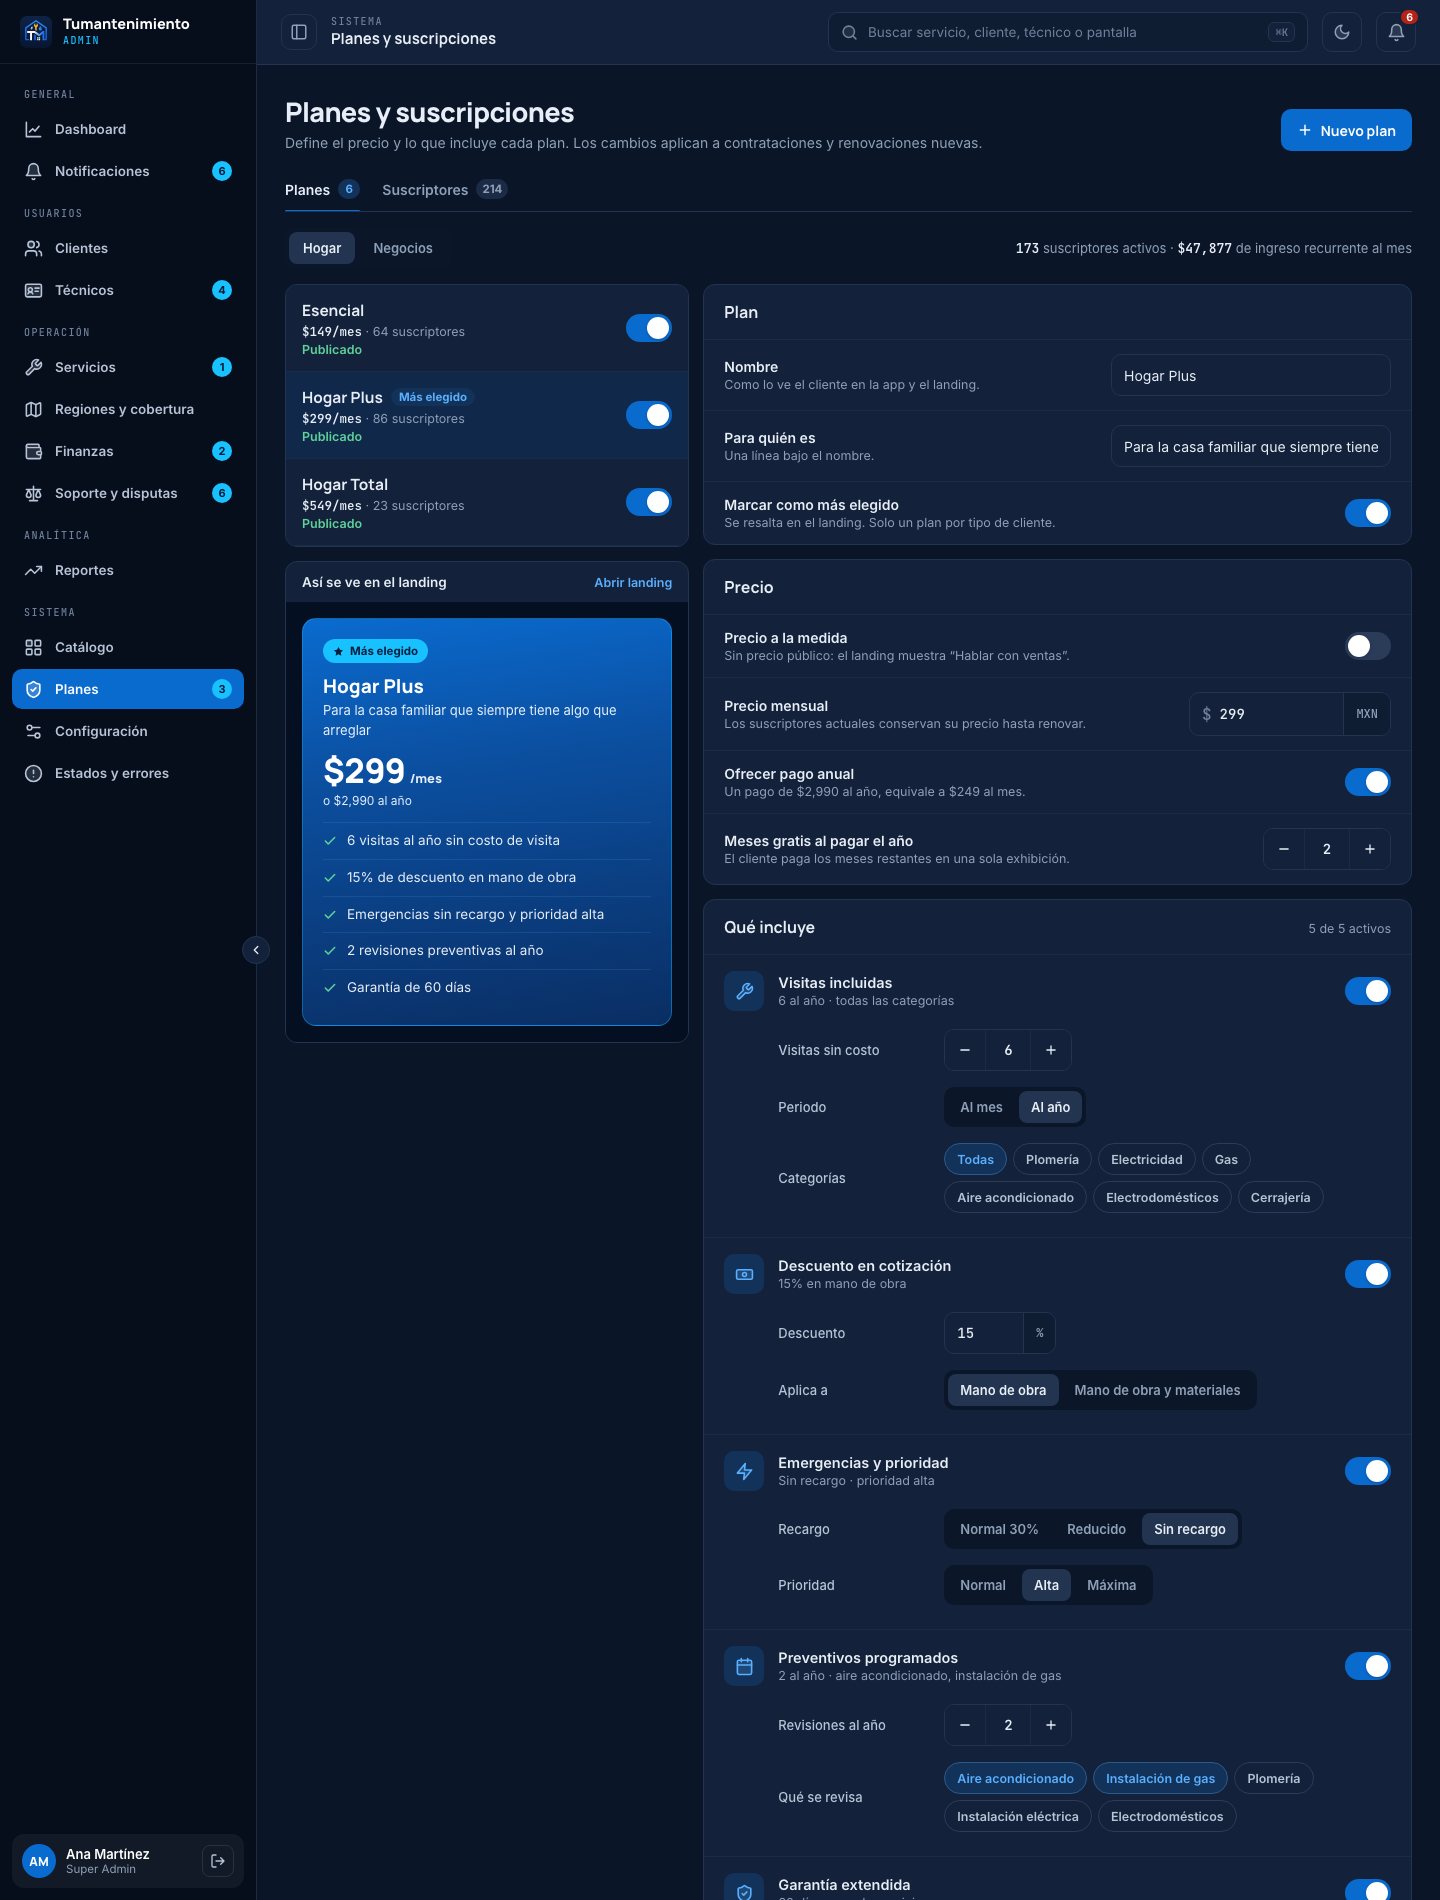 Tumantenimiento
ADMIN
GENERAL
Dashboard
Notificaciones 6
USUARIOS
Clientes
Técnicos 4
OPERACIÓN
Servicios 1
Regiones y cobertura
Finanzas 2
Soporte y disputas 6
ANALÍTICA
Reportes
SISTEMA
Catálogo
Planes 3
Configuración
Estados y errores
AM
Ana Martínez
Super Admin
SISTEMA
Planes y suscripciones
Buscar servicio, cliente, técnico o pantalla ⌘K
6
Planes y suscripciones
Define el precio y lo que incluye cada plan. Los cambios aplican a contrataciones y renovaciones nuevas.
+ Nuevo plan
Planes 6 Suscriptores 214
Hogar Negocios
173 suscriptores activos · $47,877 de ingreso recurrente al mes
Esencial
$149/mes · 64 suscriptores
Publicado
Hogar Plus Más elegido
$299/mes · 86 suscriptores
Publicado
Hogar Total
$549/mes · 23 suscriptores
Publicado
Así se ve en el landing Abrir landing
★ Más elegido
Hogar Plus
Para la casa familiar que siempre tiene algo que
arreglar
$299 /mes
o $2,990 al año
6 visitas al año sin costo de visita
15% de descuento en mano de obra
Emergencias sin recargo y prioridad alta
2 revisiones preventivas al año
Garantía de 60 días
Plan
Nombre
Como lo ve el cliente en la app y el landing.
Hogar Plus
Para quién es
Una línea bajo el nombre.
Para la casa familiar que siempre tiene
Marcar como más elegido
Se resalta en el landing. Solo un plan por tipo de cliente.
Precio
Precio a la medida
Sin precio público: el landing muestra “Hablar con ventas”.
Precio mensual
Los suscriptores actuales conservan su precio hasta renovar.
$ 299 MXN
Ofrecer pago anual
Un pago de $2,990 al año, equivale a $249 al mes.
Meses gratis al pagar el año
El cliente paga los meses restantes en una sola exhibición.
− 2 +
Qué incluye 5 de 5 activos
Visitas incluidas
6 al año · todas las categorías
Visitas sin costo − 6 +
Periodo Al mes Al año
Categorías
Todas Plomería Electricidad Gas
Aire acondicionado Electrodomésticos Cerrajería
Descuento en cotización
15% en mano de obra
Descuento 15 %
Aplica a Mano de obra Mano de obra y materiales
Emergencias y prioridad
Sin recargo · prioridad alta
Recargo Normal 30% Reducido Sin recargo
Prioridad Normal Alta Máxima
Preventivos programados
2 al año · aire acondicionado, instalación de gas
Revisiones al año − 2 +
Qué se revisa
Aire acondicionado Instalación de gas Plomería
Instalación eléctrica Electrodomésticos
Garantía extendida